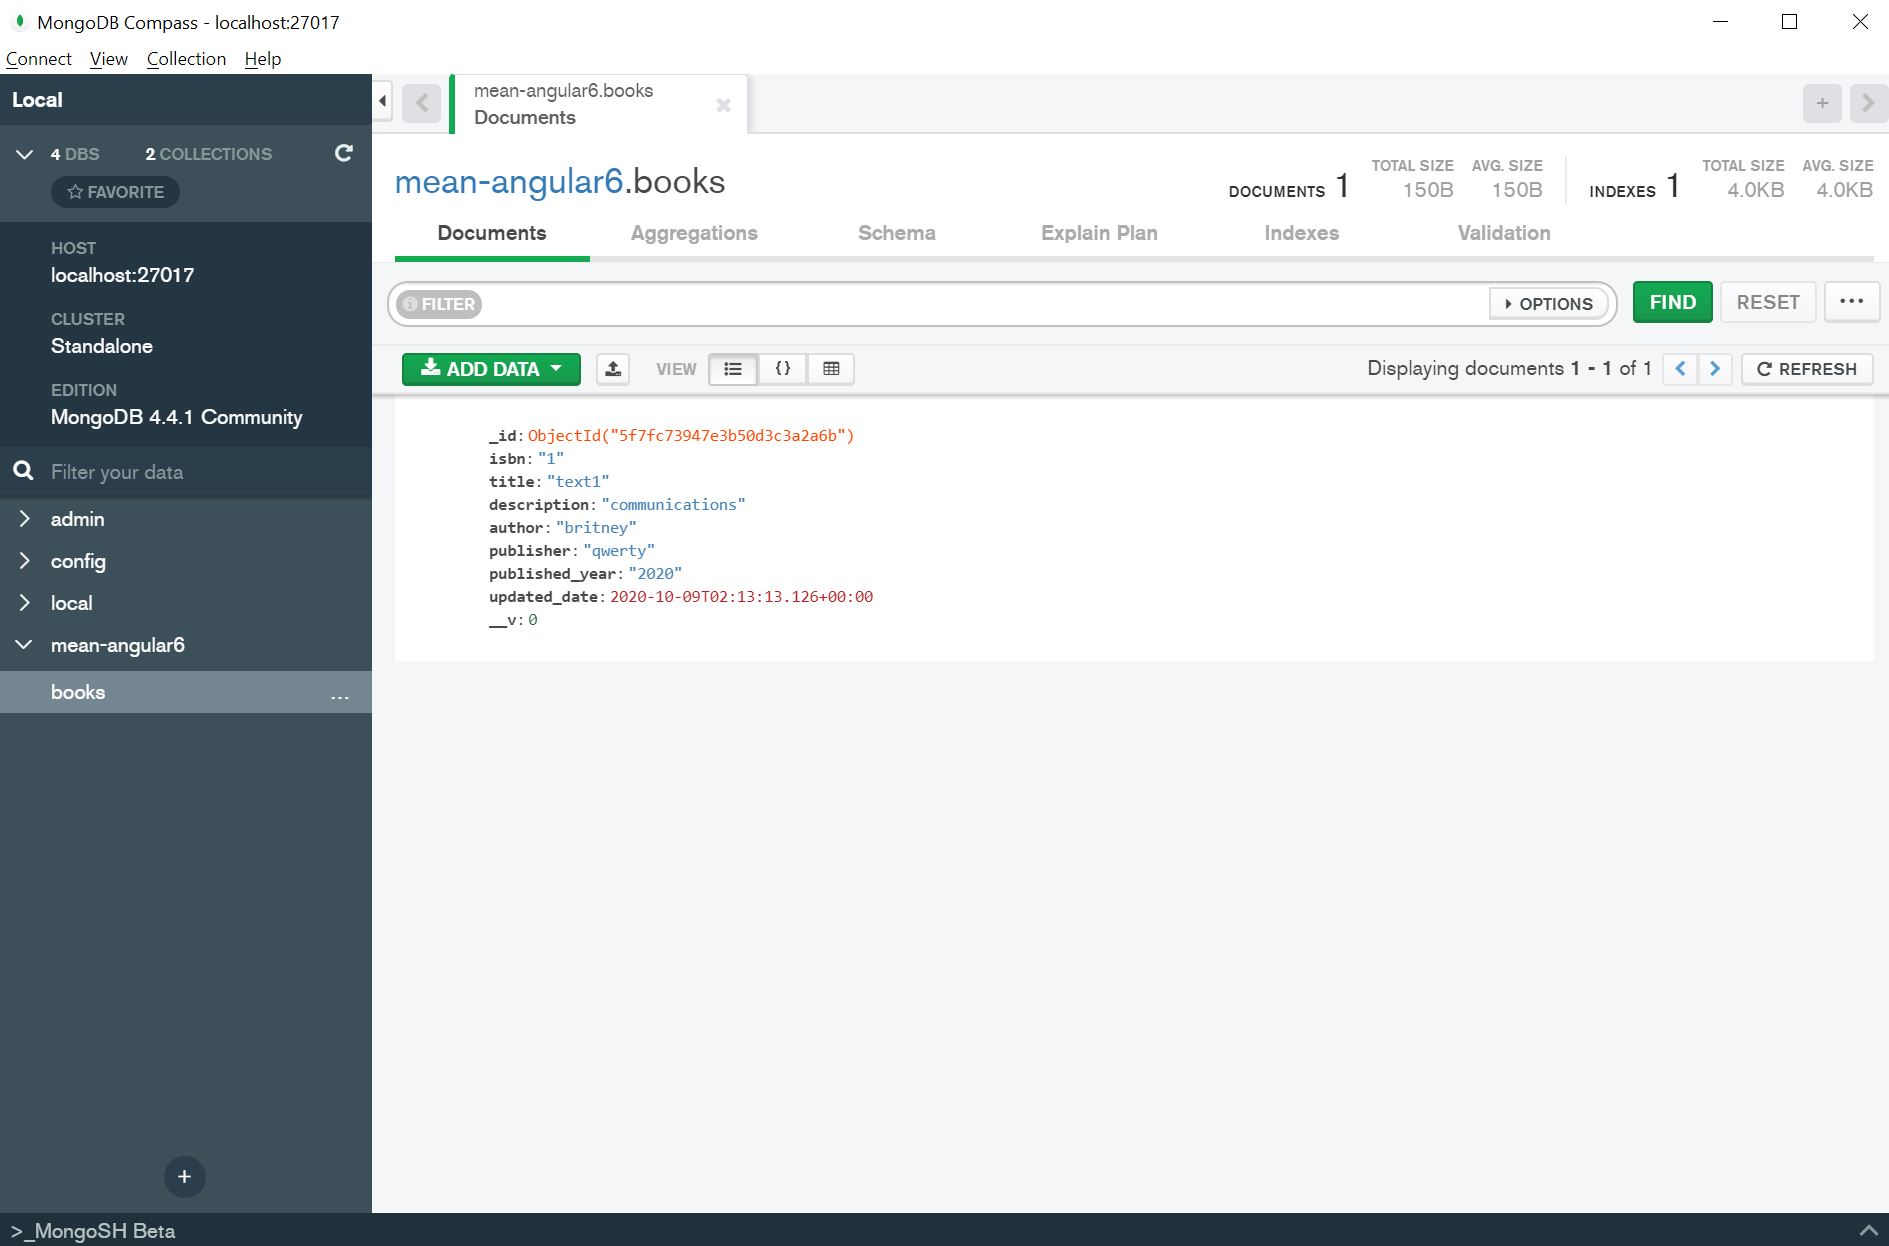 MongoDB Compass - localhost:27017
Connect View Collection Help
Local
4 DBS 2 COLLECTIONS
FAVORITE
HOST
localhost:27017
CLUSTER
Standalone
EDITION
MongoDB 4.4.1 Community
Filter your data
admin
config
local
mean-angular6
books ...
mean-angular6.books
Documents
mean-angular6.books
DOCUMENTS 1 TOTAL SIZE 150B AVG. SIZE 150B INDEXES 1 TOTAL SIZE 4.0KB AVG. SIZE 4.0KB
Documents Aggregations Schema Explain Plan Indexes Validation
FILTER OPTIONS FIND RESET ...
ADD DATA VIEW {} Displaying documents 1 - 1 of 1 REFRESH
_id: ObjectId("5f7fc73947e3b50d3c3a2a6b")
isbn: "1"
title: "text1"
description: "communications"
author: "britney"
publisher: "qwerty"
published_year: "2020"
updated_date: 2020-10-09T02:13:13.126+00:00
__v: 0
>_MongoSH Beta